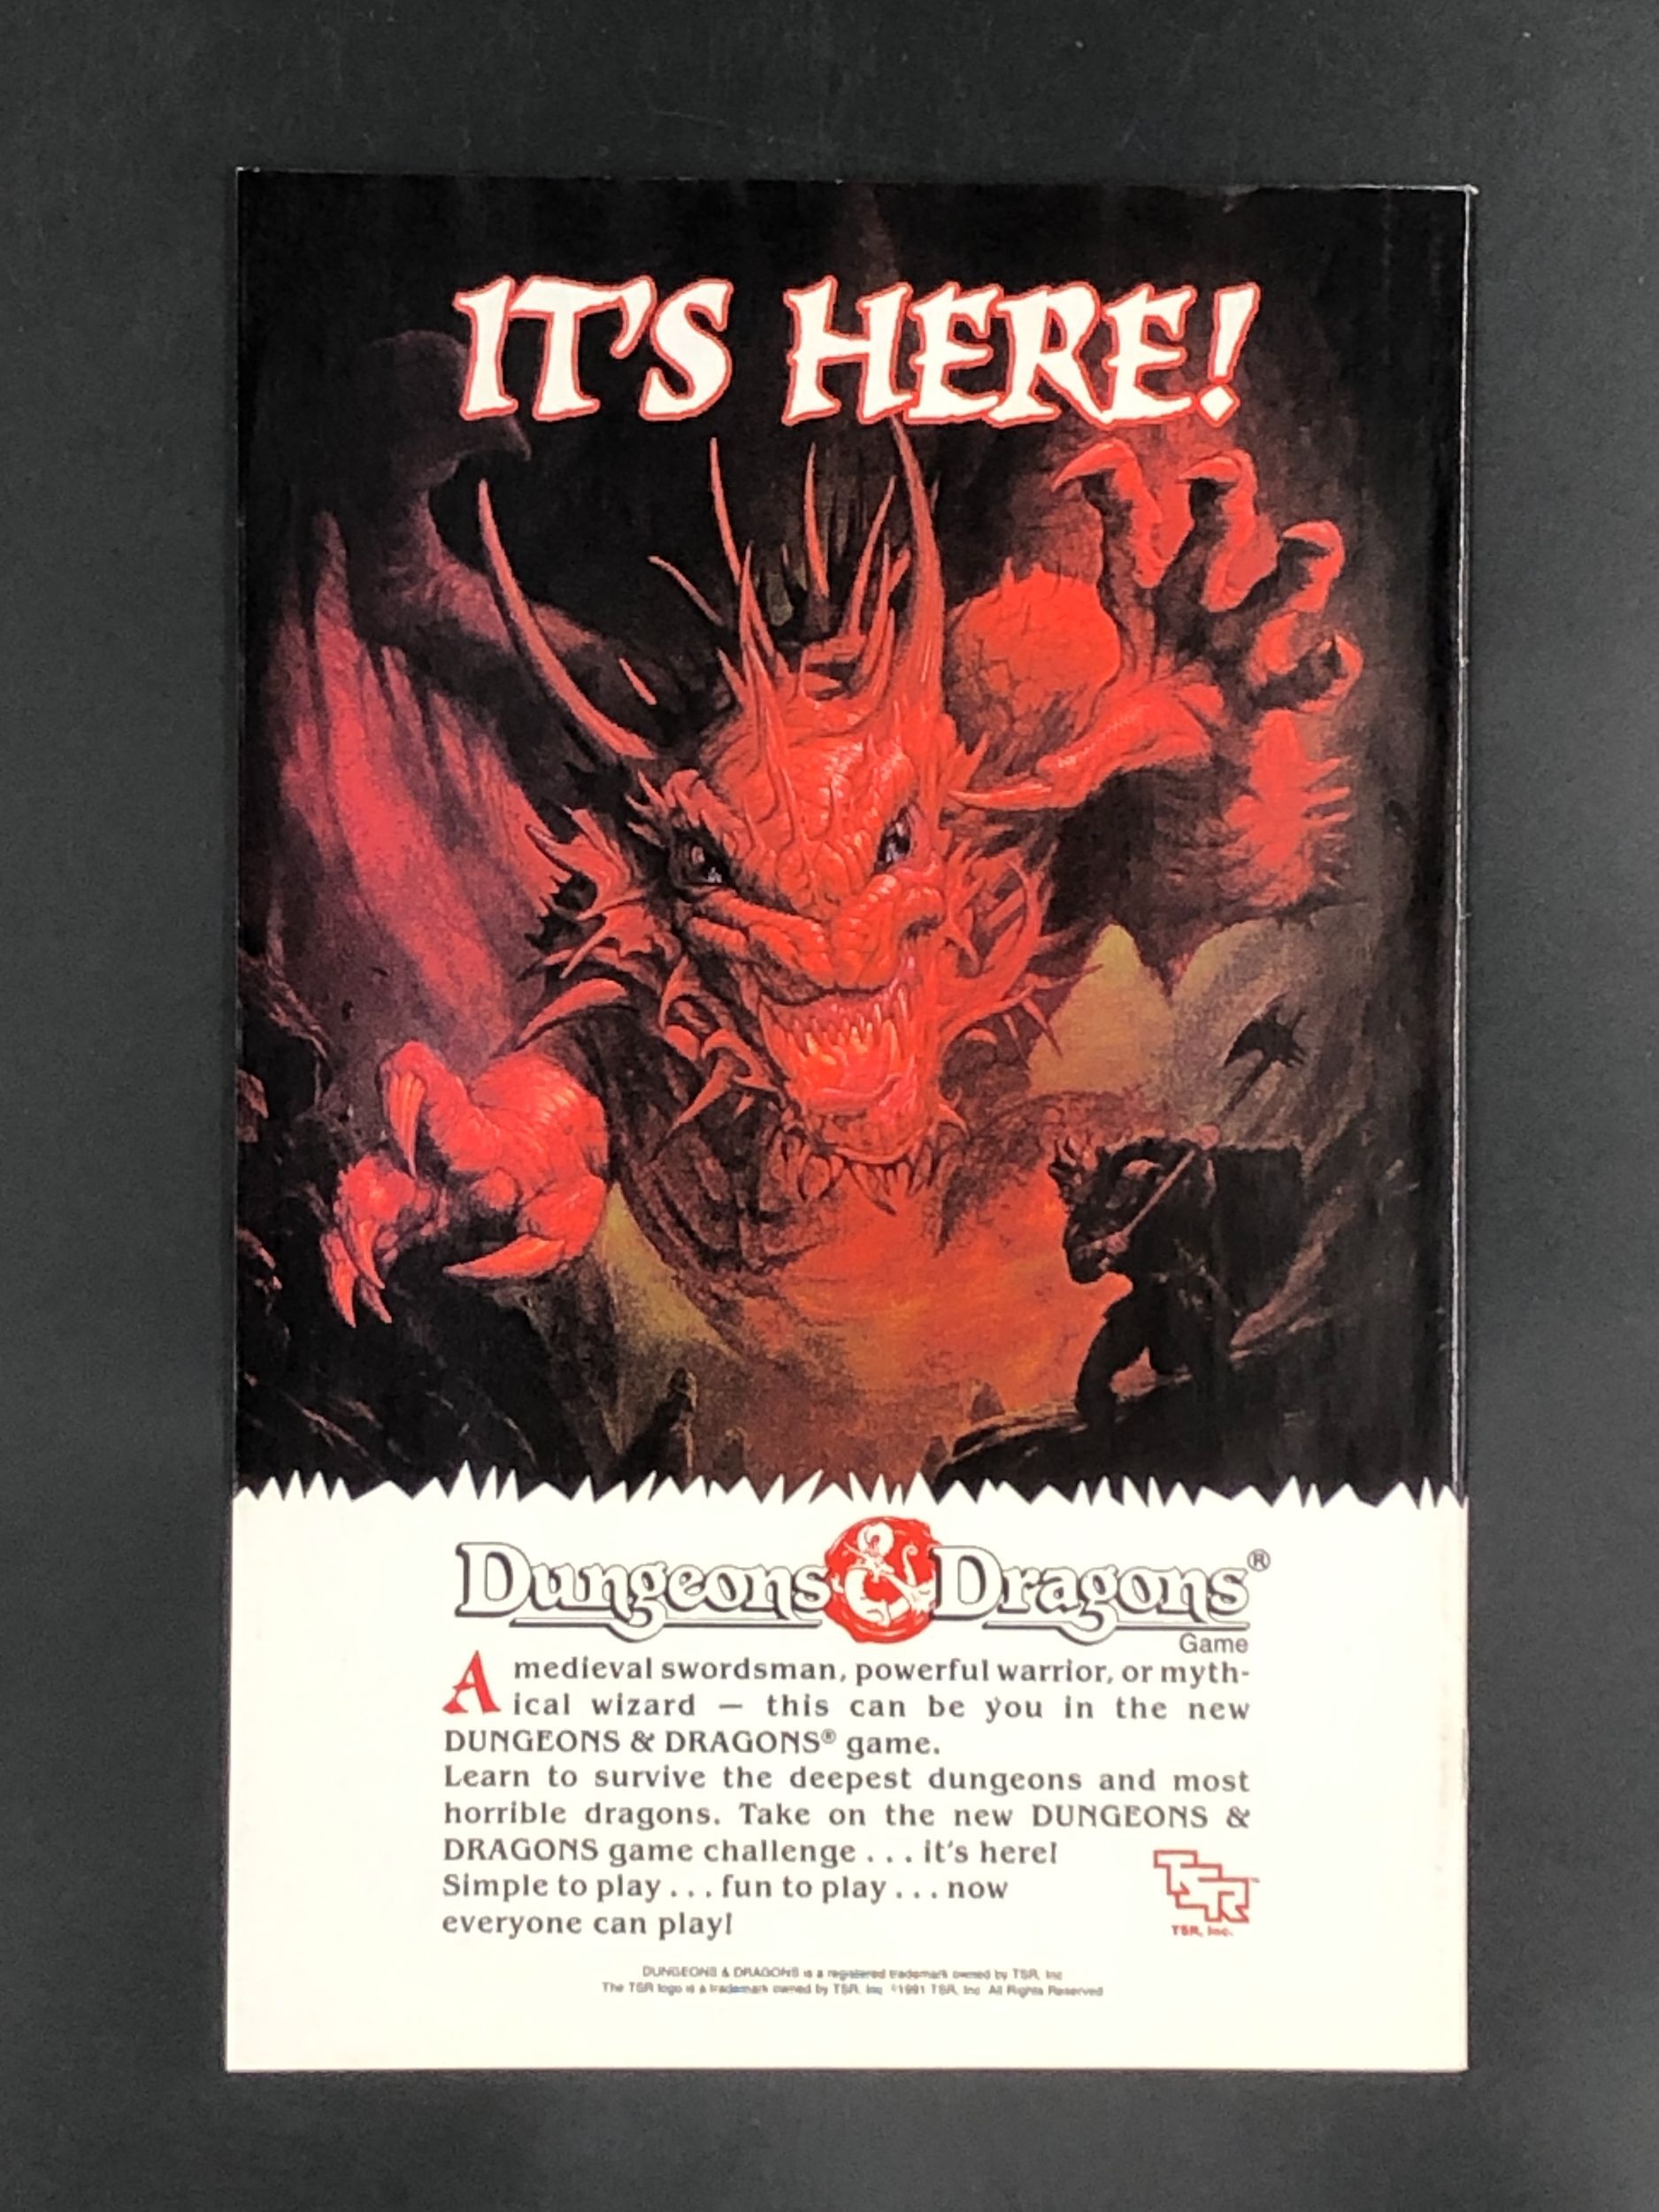 IT'S HERE!
Dungeons & Dragons®
Game
A medieval swordsman, powerful warrior, or myth-
ical wizard — this can be you in the new
DUNGEONS & DRAGONS® game.
Learn to survive the deepest dungeons and most
horrible dragons. Take on the new DUNGEONS &
DRAGONS game challenge . . . it's here!
Simple to play . . . fun to play . . . now
everyone can play!
TSR™
TSR, Inc.
DUNGEONS & DRAGONS is a registered trademark owned by TSR, Inc
The TSR logo is a trademark owned by TSR, Inc ©1991 TSR, Inc All Rights Reserved